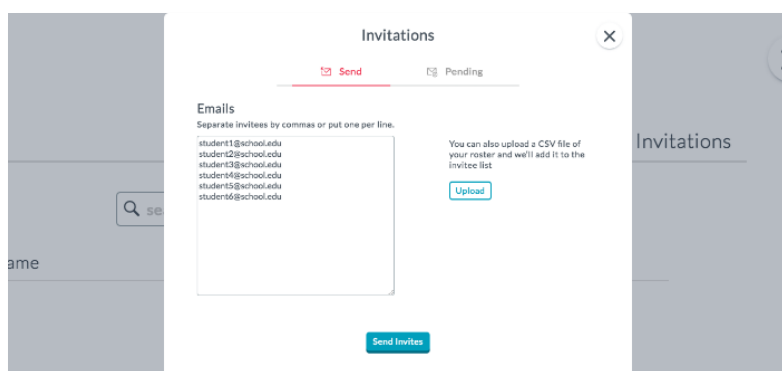 Invitations
Send
Pending
Emails
Separate invitees by commas or put one per line.
student1@school.edu
student2@school.edu
student3@school.edu
student4@school.edu
student5@school.edu
student6@school.edu
You can also upload a CSV file of
your roster and we'll add it to the
invitee list
Upload
Send Invites
Invitations